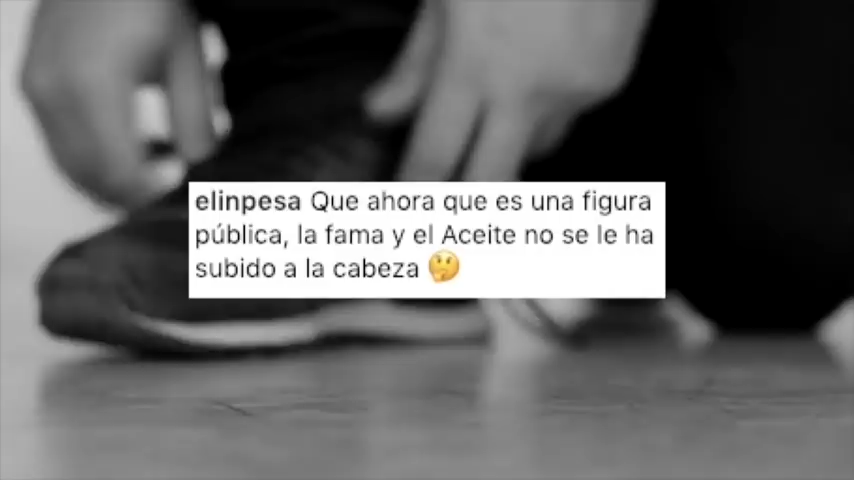 elinpesa Que ahora que es una figura
pública, la fama y el Aceite no se le ha
subido a la cabeza 🤔